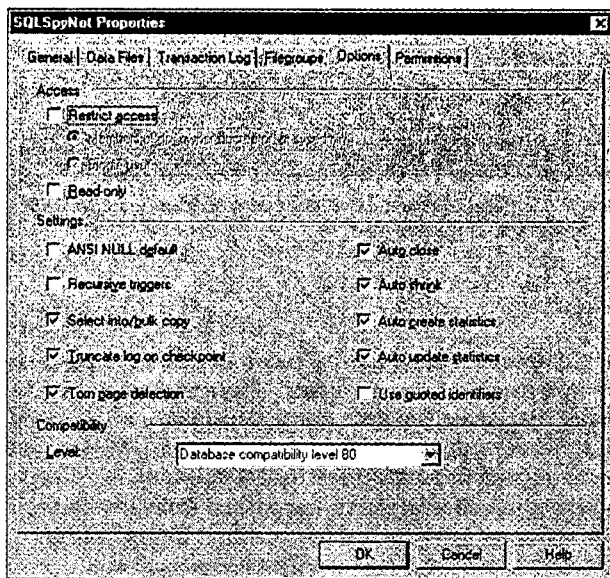 SQLSpyNet Properties
General Data Files Transaction Log Filegroups Options Permissions
Access
Restrict access
Read-only
Settings
ANSI NULL default
Auto close
Recursive triggers
Auto shrink
Select into/bulk copy
Auto create statistics
Truncate log on checkpoint
Auto update statistics
Torn page detection
Use quoted identifiers
Compatibility
Level:
Database compatibility level 80
OK Cancel Help